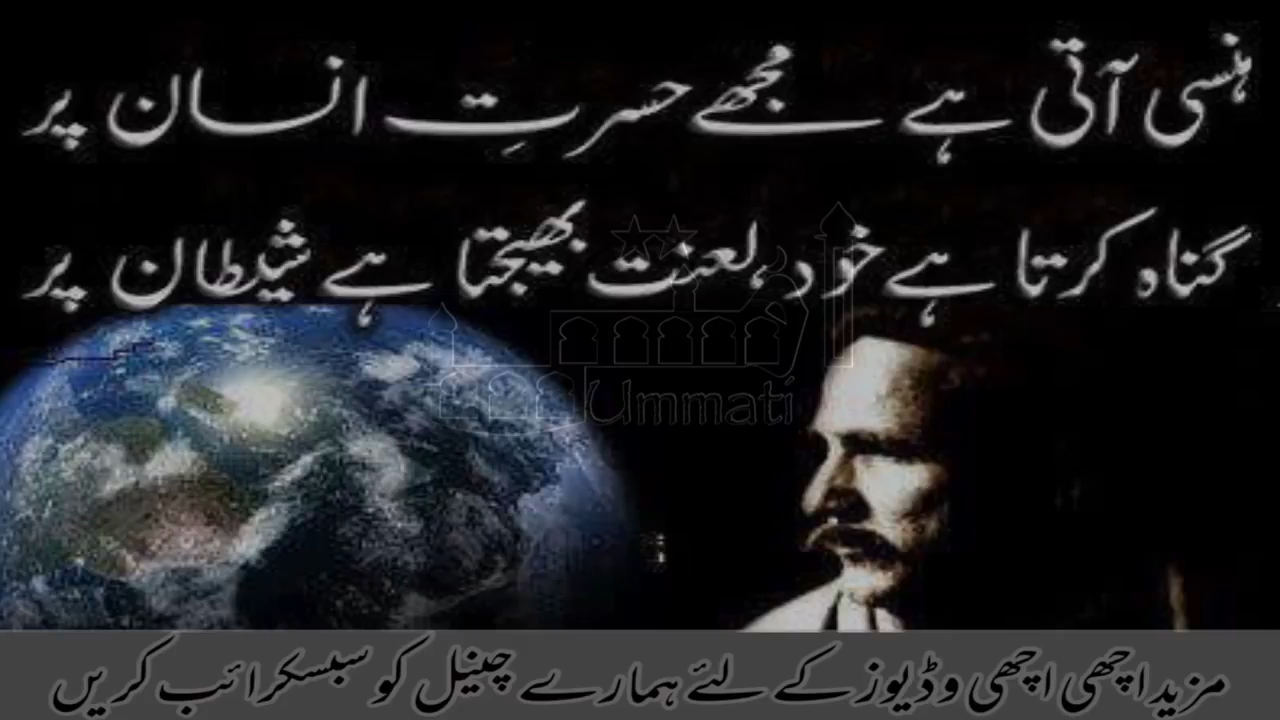 ہنسی آتی ہے مجھے حسرتِ انسان پر
گناہ کرتا ہے خود، لعنت بھیجتا ہے شیطان پر
Ummati
مزید اچھی اچھی وڈیوز کے لئے ہمارے چینیل کو سبسکرائب کریں